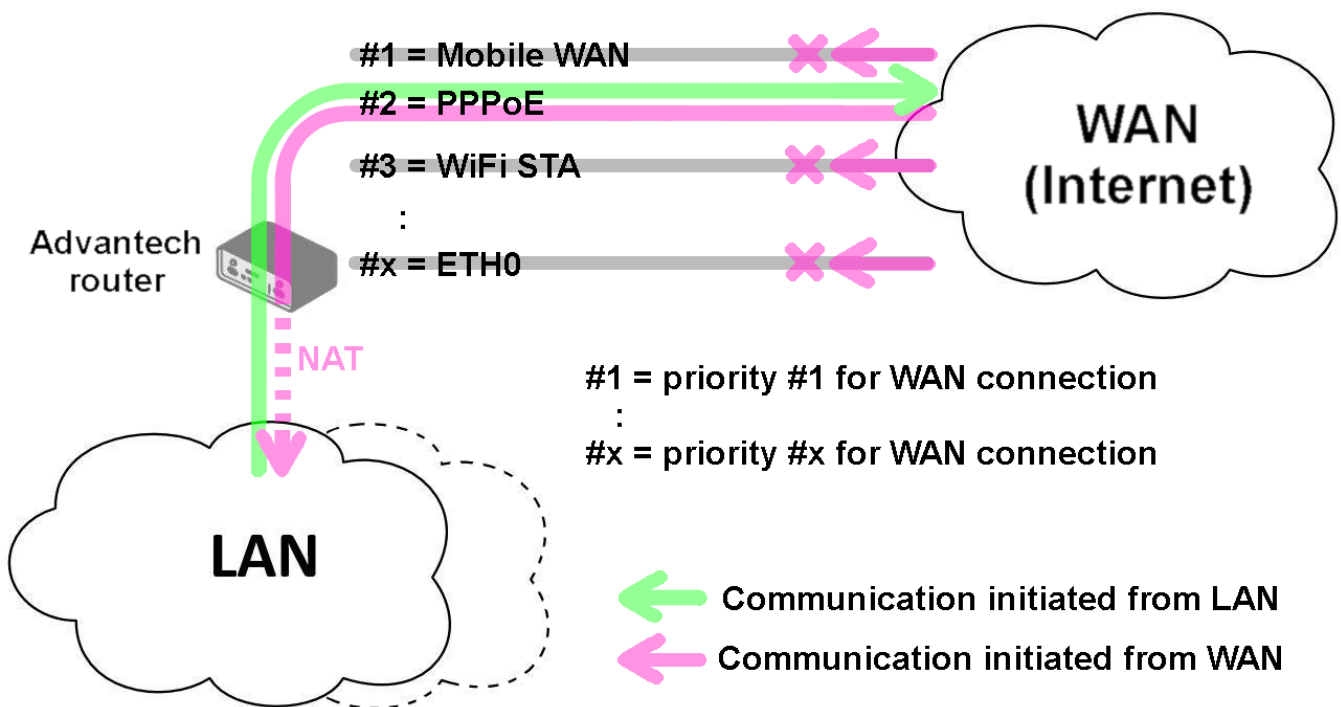 #1 = Mobile WAN
#2 = PPPoE
#3 = WiFi STA
:
#x = ETH0
WAN
(Internet)
Advantech
router
NAT
#1 = priority #1 for WAN connection
:
#x = priority #x for WAN connection
LAN
Communication initiated from LAN
Communication initiated from WAN